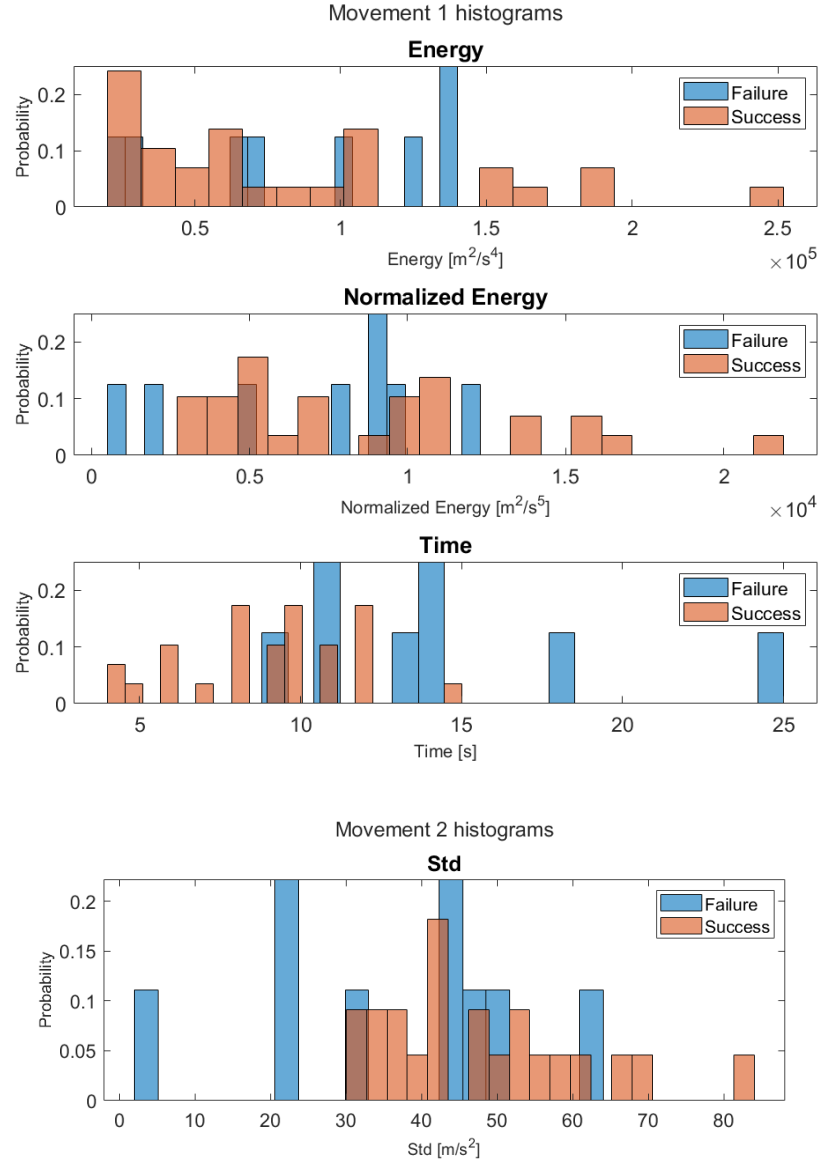 Movement 1 histograms
Energy
Probability
0.2
0.1
0
Failure
Success
0.5 1 1.5 2 2.5
Energy [m²/s⁴]
×10⁵
Normalized Energy
Probability
0.2
0.1
0
Failure
Success
0 0.5 1 1.5 2
Normalized Energy [m²/s⁵]
×10⁴
Time
Probability
0.2
0.1
0
Failure
Success
5 10 15 20 25
Time [s]
Movement 2 histograms
Std
Probability
0.2
0.15
0.1
0.05
0
Failure
Success
0 10 20 30 40 50 60 70 80
Std [m/s²]